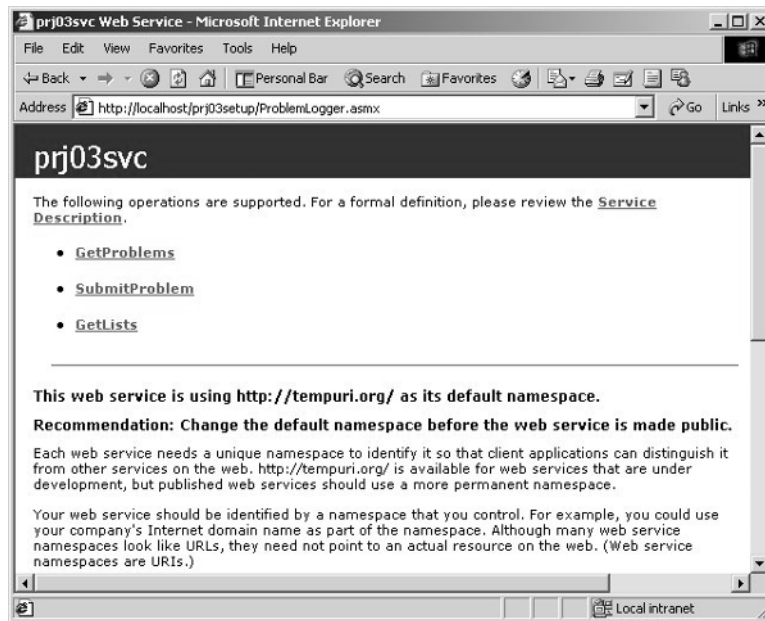 prj03svc Web Service - Microsoft Internet Explorer
File Edit View Favorites Tools Help
Back Personal Bar Search Favorites
Address http://localhost/prj03setup/ProblemLogger.asmx Go Links »
prj03svc
The following operations are supported. For a formal definition, please review the Service
Description.
• GetProblems
• SubmitProblem
• GetLists
This web service is using http://tempuri.org/ as its default namespace.
Recommendation: Change the default namespace before the web service is made public.
Each web service needs a unique namespace to identify it so that client applications can distinguish it
from other services on the web. http://tempuri.org/ is available for web services that are under
development, but published web services should use a more permanent namespace.
Your web service should be identified by a namespace that you control. For example, you could use
your company's Internet domain name as part of the namespace. Although many web service
namespaces look like URLs, they need not point to an actual resource on the web. (Web service
namespaces are URIs.)
Local intranet